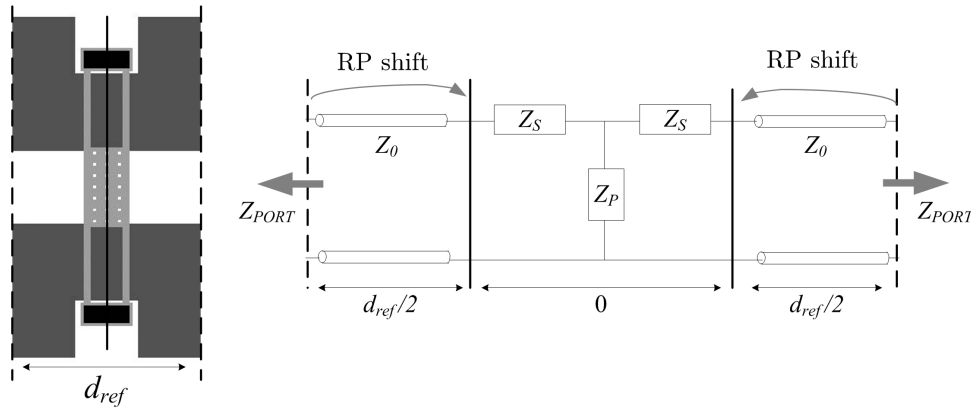 d_ref
RP shift
RP shift
Z_S
Z_S
Z_0
Z_0
Z_P
Z_PORT
Z_PORT
d_ref/2
0
d_ref/2